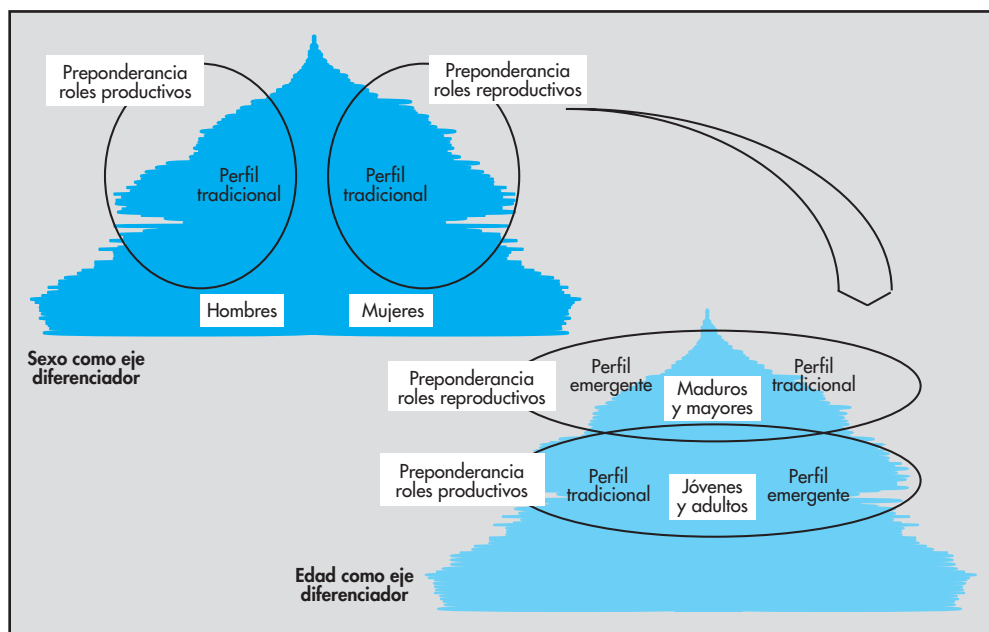 Preponderancia
roles productivos
Preponderancia
roles reproductivos
Perfil
tradicional
Perfil
tradicional
Hombres
Mujeres
Sexo como eje
diferenciador
Preponderancia
roles reproductivos
Perfil
emergente
Maduros
y mayores
Perfil
tradicional
Preponderancia
roles productivos
Perfil
tradicional
Jóvenes
y adultos
Perfil
emergente
Edad como eje
diferenciador